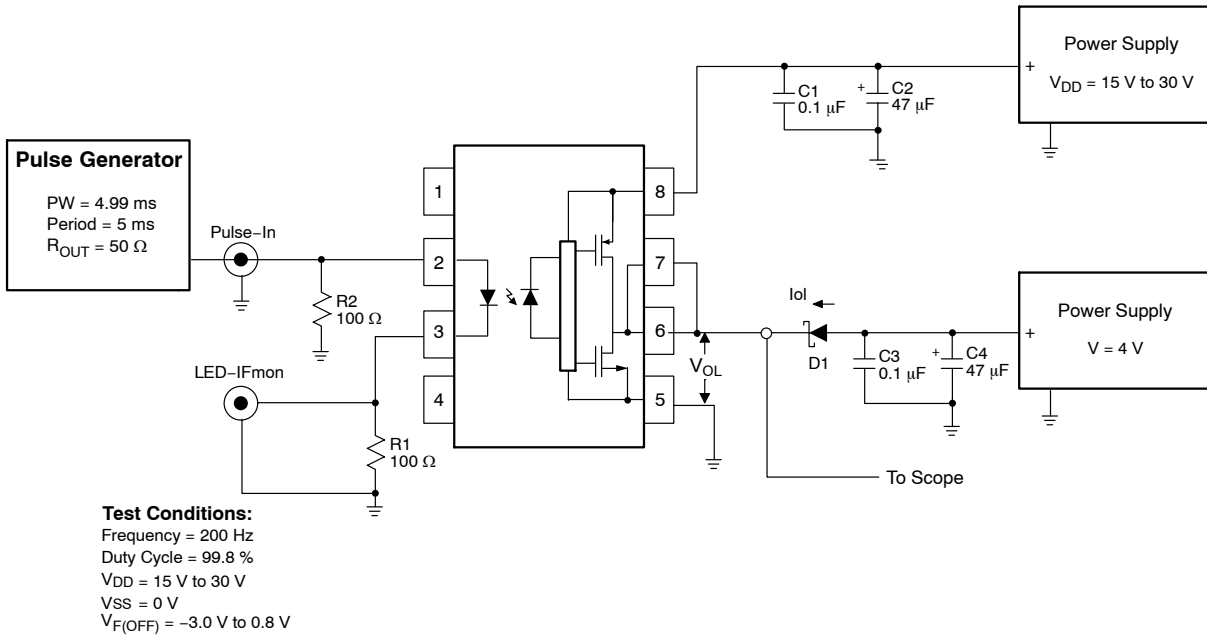 Power Supply
VDD = 15 V to 30 V
+
C1
0.1 μF
+
C2
47 μF
Pulse Generator
PW = 4.99 ms
Period = 5 ms
ROUT = 50 Ω
Pulse−In
R2
100 Ω
LED−IFmon
R1
100 Ω
1
2
3
4
8
7
6
5
VOL
Iol
D1
C3
0.1 μF
+
C4
47 μF
+
Power Supply
V = 4 V
To Scope
Test Conditions:
Frequency = 200 Hz
Duty Cycle = 99.8 %
VDD = 15 V to 30 V
VSS = 0 V
VF(OFF) = −3.0 V to 0.8 V